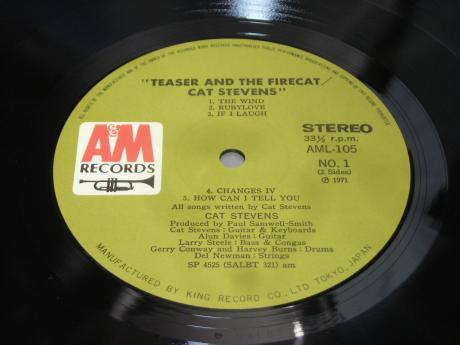 "TEASER AND THE FIRECAT/
CAT STEVENS"
1. THE WIND
2. RUBYLOVE
3. IF I LAUGH
A&M
RECORDS
STEREO
33⅓ r.p.m.
AML-105
NO. 1
(2 Sides)
℗ 1971
4. CHANGES IV
5. HOW CAN I TELL YOU
All songs written by Cat Stevens
CAT STEVENS
Produced by Paul Samwell-Smith
Cat Stevens : Guitar & Keyboards
Alun Davies : Guitar
Larry Steele : Bass & Congas
Gerry Conway and Harvey Burns : Drums
Del Newman : Strings
SP 4525 (SALBT 321) am
MANUFACTURED BY KING RECORD CO., LTD TOKYO, JAPAN